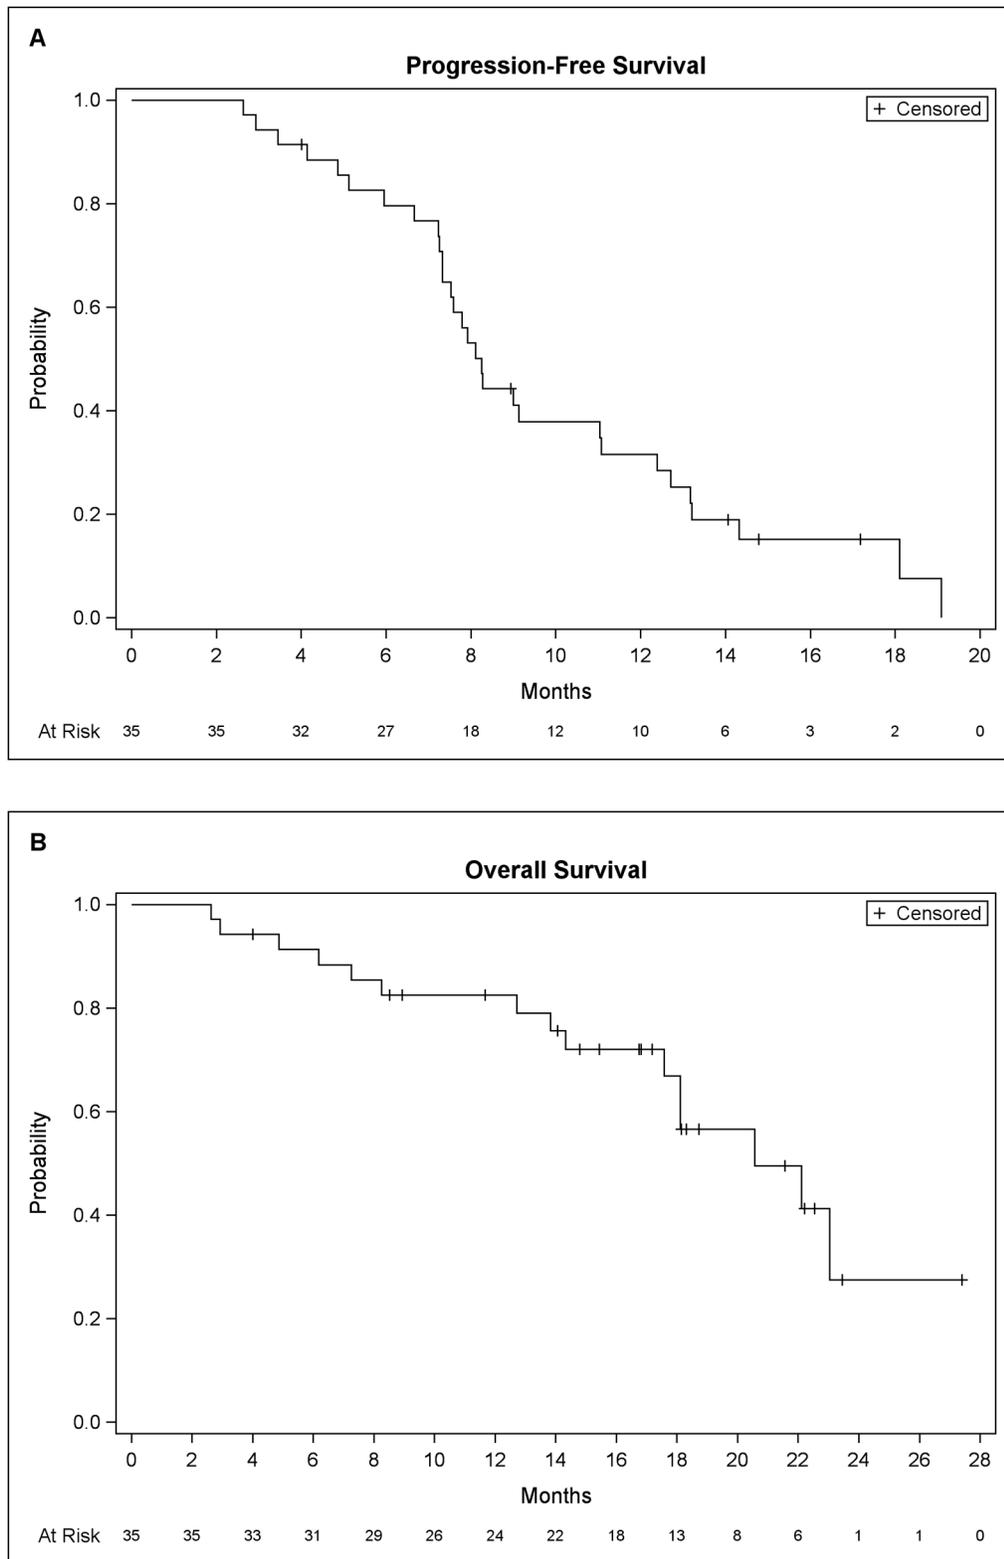 A
Progression-Free Survival
+ Censored
1.0
0.8
0.6
0.4
0.2
0.0
Probability
0 2 4 6 8 10 12 14 16 18 20
Months
At Risk 35 35 32 27 18 12 10 6 3 2 0
B
Overall Survival
+ Censored
1.0
0.8
0.6
0.4
0.2
0.0
Probability
0 2 4 6 8 10 12 14 16 18 20 22 24 26 28
Months
At Risk 35 35 33 31 29 26 24 22 18 13 8 6 1 1 0